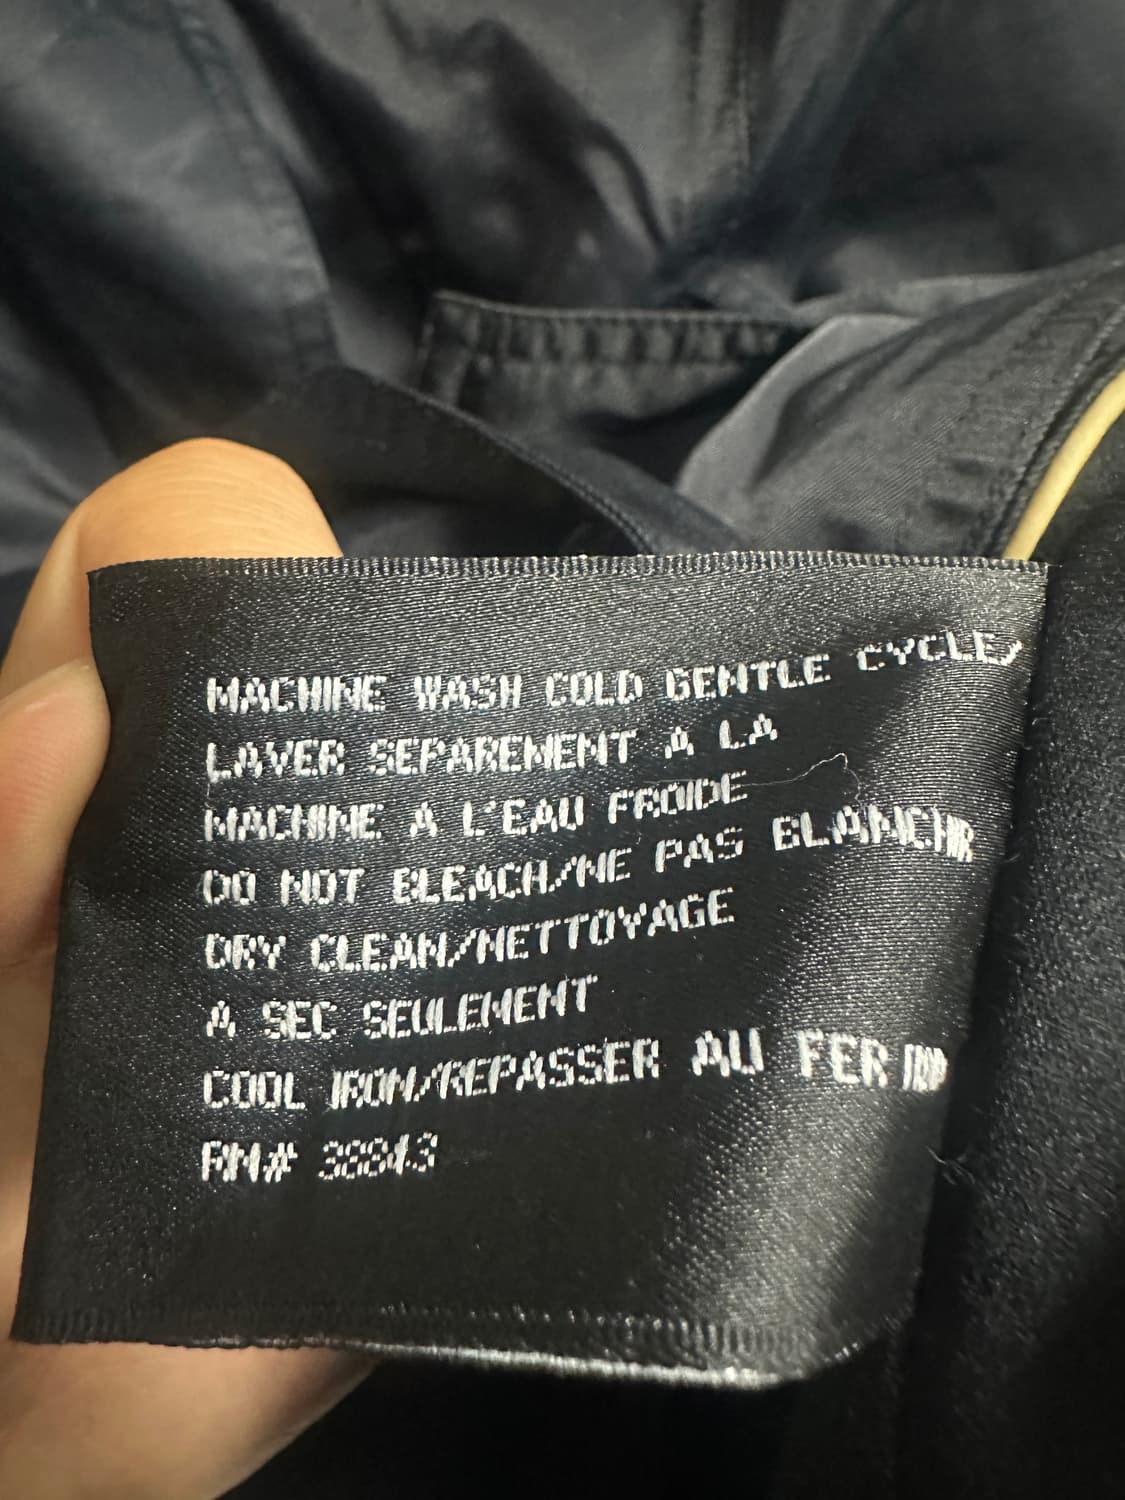 MACHINE WASH COLD GENTLE CYCLE/
LAVER SEPAREMENT A LA
MACHINE A L'EAU FROIDE
DO NOT BLEACH/NE PAS BLANCHIR
DRY CLEAN/NETTOYAGE
A SEC SEULEMENT
COOL IRON/REPASSER AU FER
RN#